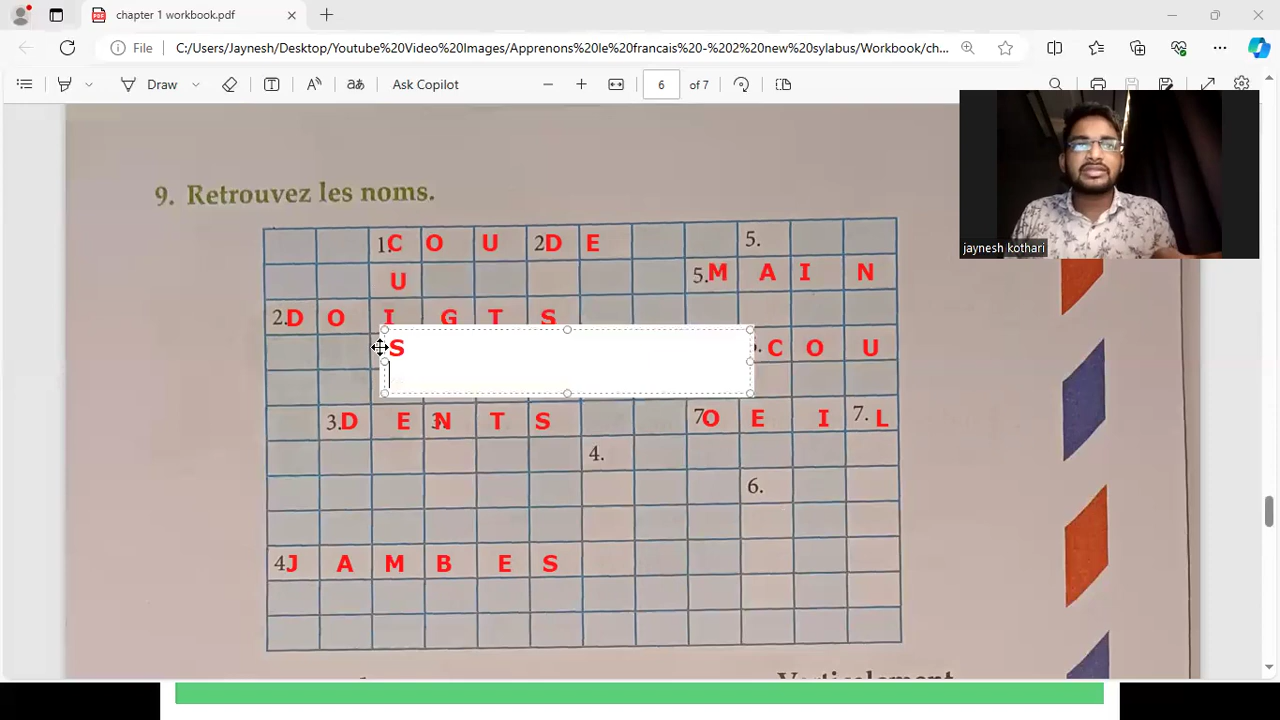 chapter 1 workbook.pdf
File C:/Users/Jaynesh/Desktop/Youtube%20Video%20Images/Apprenons%20le%20francais%20-%202%20new%20sylabus/Workbook/ch...
Draw Ask Copilot 6 of 7
jaynesh kothari
9. Retrouvez les noms.
1. C O U 2. D E 5.
U 5. M A I N
2. D O I G T S
S C O U
3. D E 3. N T S 7. O E I 7. L
4.
6.
4. J A M B E S
Verticalement